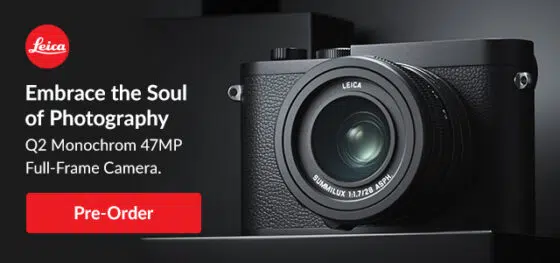 Leica
Embrace the Soul
of Photography
Q2 Monochrom 47MP
Full-Frame Camera.
Pre-Order
LEICA
SUMMILUX 1:1.7/28 ASPH.